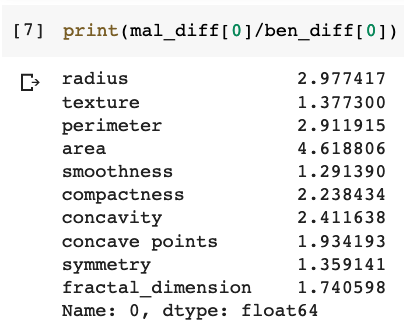 [7] print(mal_diff[0]/ben_diff[0])
radius 2.977417
texture 1.377300
perimeter 2.911915
area 4.618806
smoothness 1.291390
compactness 2.238434
concavity 2.411638
concave points 1.934193
symmetry 1.359141
fractal_dimension 1.740598
Name: 0, dtype: float64